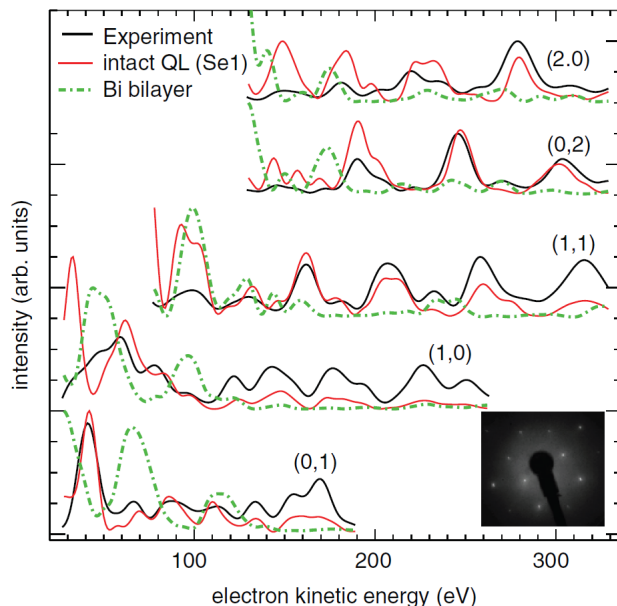 Experiment
intact QL (Se1)
Bi bilayer
(2.0)
(0,2)
(1,1)
(1,0)
(0,1)
intensity (arb. units)
100 200 300
electron kinetic energy (eV)